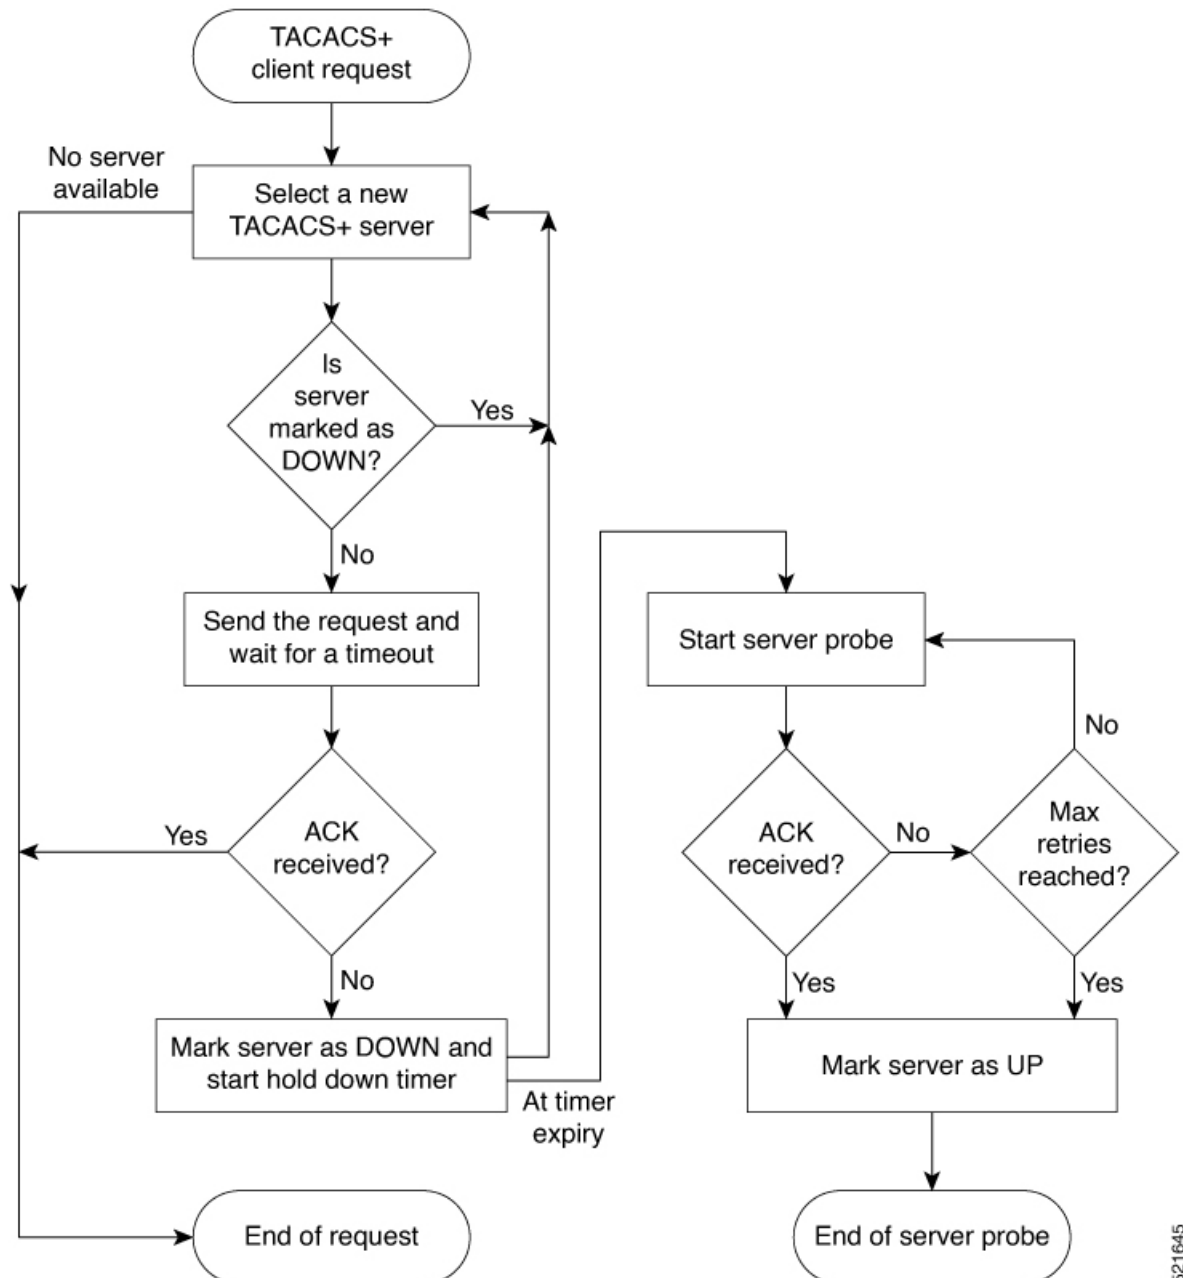 TACACS+
client request
No server
available
Select a new
TACACS+ server
Is
server
marked as
DOWN?
Yes
No
Send the request and
wait for a timeout
Start server probe
No
Yes
ACK
received?
ACK
received?
No
Max
retries
reached?
No
Yes
Yes
Mark server as DOWN and
start hold down timer
Mark server as UP
At timer
expiry
End of request
End of server probe